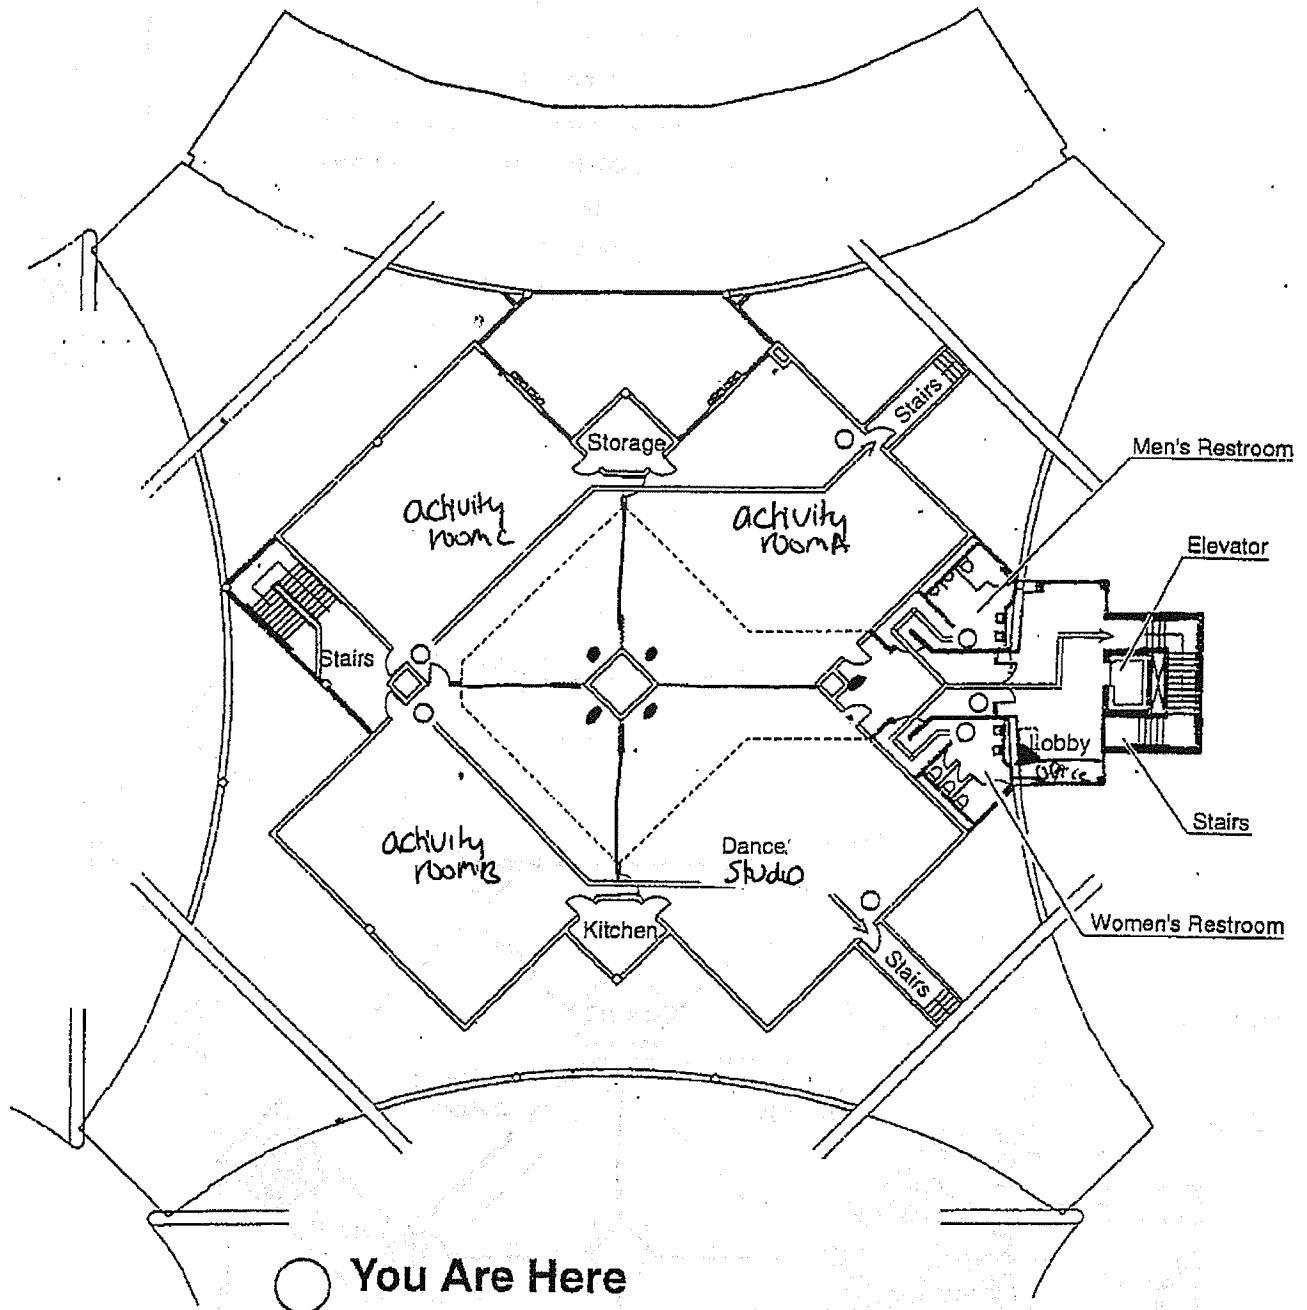 Stairs
Storage
Men's Restroom
activity
room C
activity
room A
Elevator
Stairs
Lobby
Office
Stairs
activity
room B
Dance/
Studio
Women's Restroom
Kitchen
Stairs
You Are Here